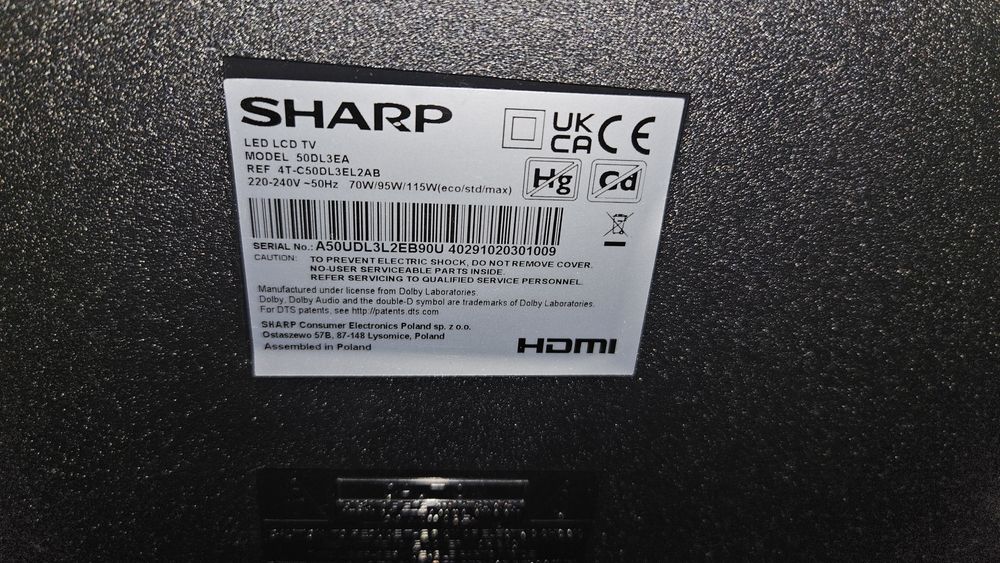 SHARP
UK
CA CE
LED LCD TV
MODEL 50DL3EA
REF 4T-C50DL3EL2AB
220-240V ~50Hz 70W/95W/115W(eco/std/max)
Hg Cd
SERIAL No.: A50UDL3L2EB90U 40291020301009
CAUTION: TO PREVENT ELECTRIC SHOCK, DO NOT REMOVE COVER.
NO-USER SERVICEABLE PARTS INSIDE.
REFER SERVICING TO QUALIFIED SERVICE PERSONNEL.
Manufactured under license from Dolby Laboratories.
Dolby, Dolby Audio and the double-D symbol are trademarks of Dolby Laboratories.
For DTS patents, see http://patents.dts.com
SHARP Consumer Electronics Poland sp. z o.o.
Ostaszewo 57B, 87-148 Lysomice, Poland
Assembled in Poland
HDMI